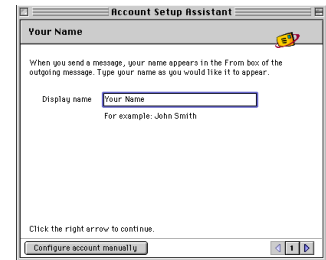 Account Setup Assistant
Your Name
When you send a message, your name appears in the From box of the
outgoing message. Type your name as you would like it to appear.
Display name Your Name
For example: John Smith
Click the right arrow to continue.
Configure account manually 1